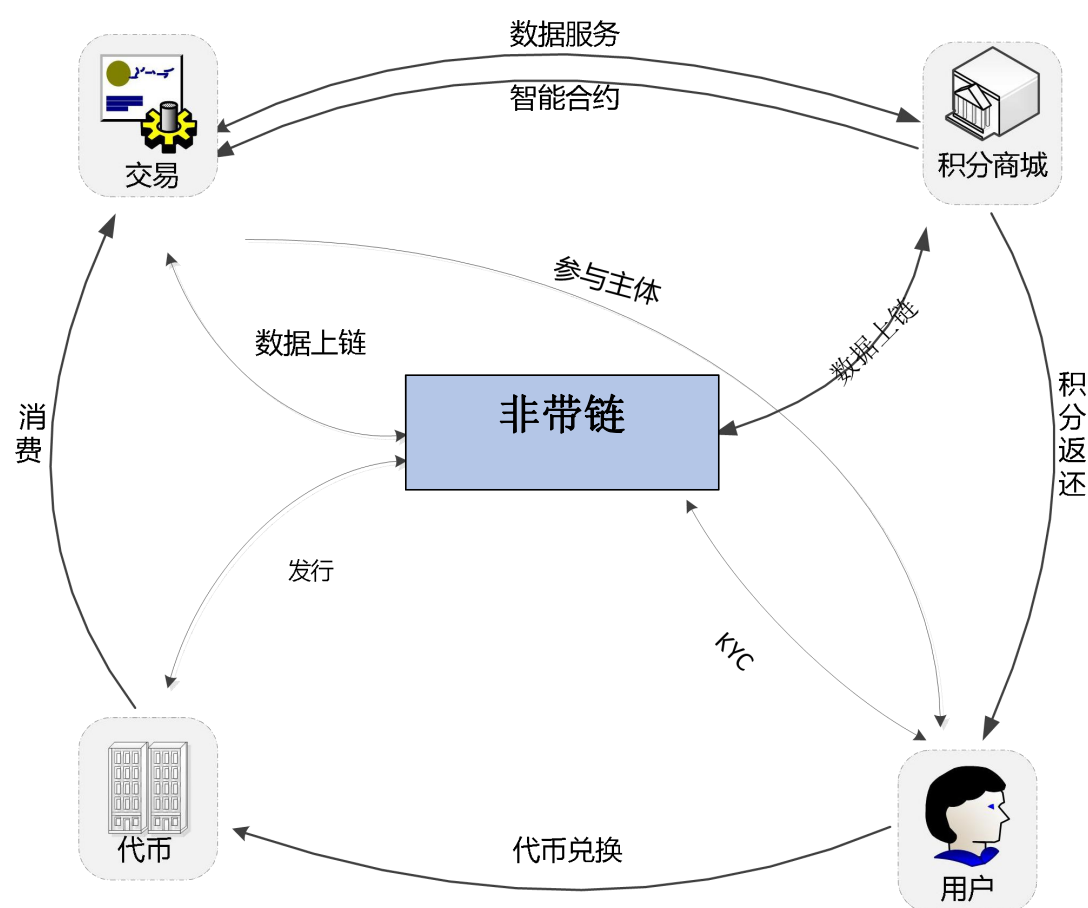 数据服务
智能合约
交易
积分商城
参与主体
数据上链
数据上链
非带链
消费
积分返还
发行
KYC
代币
代币兑换
用户